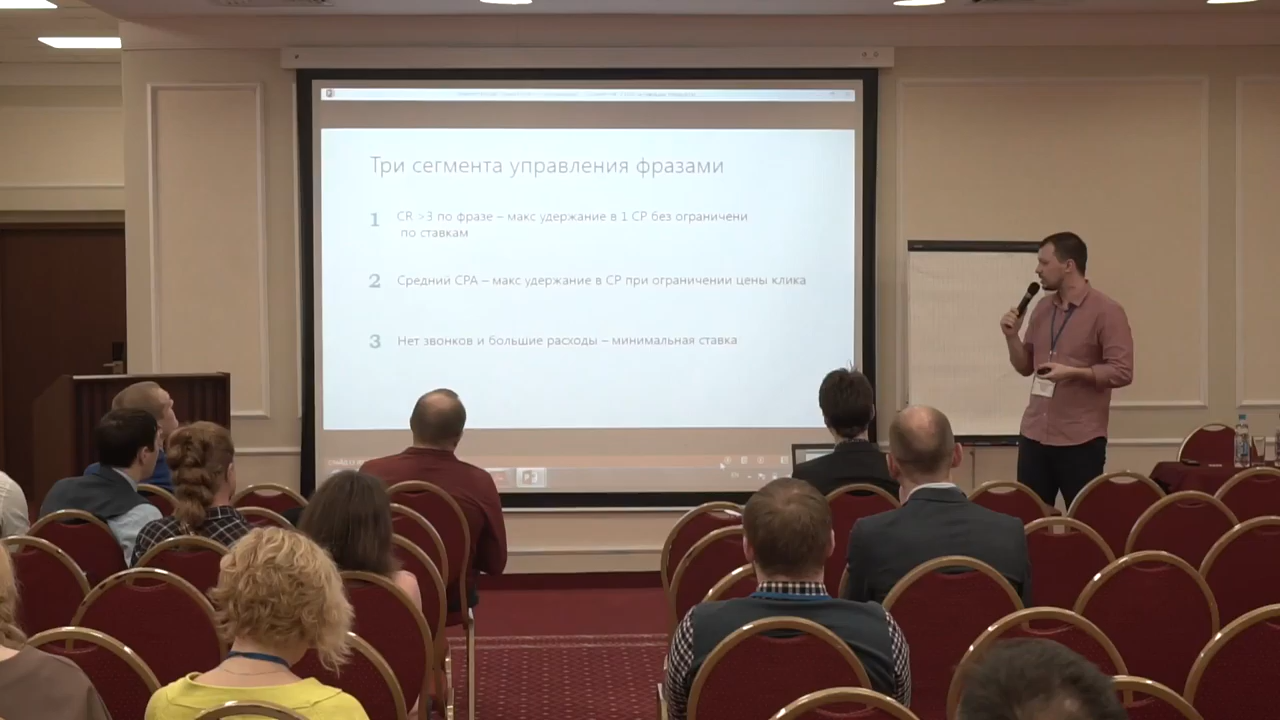 Три сегмента управления фразами
1 CR >3 по фразе – макс удержание в 1 СР без ограничени
по ставкам
2 Средний CPA – макс удержание в СР при ограничении цены клика
3 Нет звонков и большие расходы – минимальная ставка